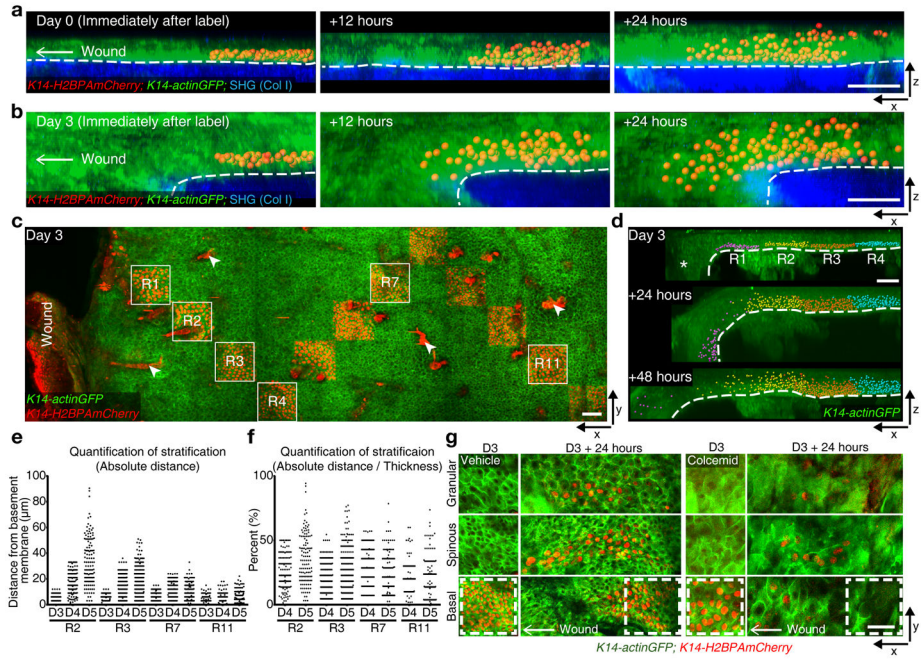 a
Day 0 (Immediately after label)
+12 hours
+24 hours
Wound
K14-H2BPAmCherry; K14-actinGFP; SHG (Col I)
z
x
b
Day 3 (Immediately after label)
+12 hours
+24 hours
Wound
K14-H2BPAmCherry; K14-actinGFP; SHG (Col I)
z
x
c
Day 3
Wound
R1
R2
R3
R4
R7
R11
K14-actinGFP
K14-H2BPAmCherry
y
x
d
Day 3
*
R1 R2 R3 R4
+24 hours
+48 hours
K14-actinGFP
z
x
e
Quantification of stratification
(Absolute distance)
Distance from basement
membrane (μm)
100
80
60
40
20
0
D3 D4 D5 D3 D4 D5 D3 D4 D5 D3 D4 D5
R2 R3 R7 R11
f
Quantification of stratificaion
(Absolute distance / Thickness)
Percent (%)
100
50
0
D4 D5 D4 D5 D4 D5 D4 D5
R2 R3 R7 R11
g
D3 D3 + 24 hours D3 D3 + 24 hours
Vehicle Colcemid
Granular
Spinous
Basal
Wound Wound
K14-actinGFP; K14-H2BPAmCherry
y
x